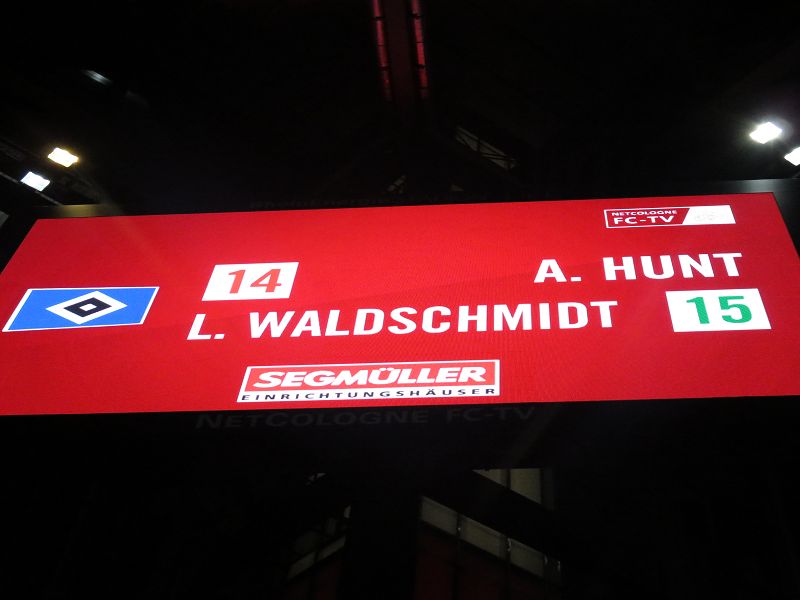 NETCOLOGNE
FC-TV
14 A. HUNT
L. WALDSCHMIDT 15
SEGMÜLLER
EINRICHTUNGSHÄUSER
NETCOLOGNE FC-TV